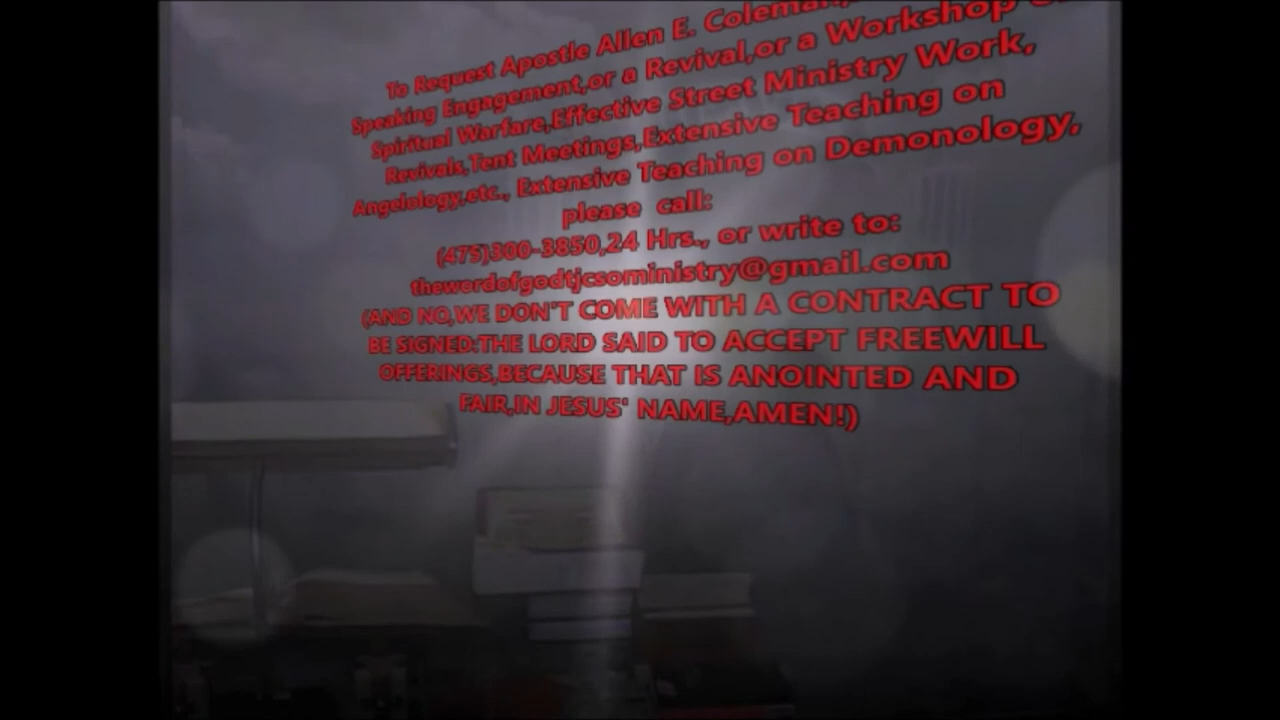 To Request Apostle Allen E. Coleman,
Speaking Engagement,or a Revival,or a Workshop
Spiritual Warfare,Effective Street Ministry Work,
Revivals,Tent Meetings,Extensive Teaching on
Angelology,etc., Extensive Teaching on Demonology,
please call:
(475)300-3850,24 Hrs., or write to:
thewordofgodtjcsoministry@gmail.com
(AND NO,WE DON'T COME WITH A CONTRACT TO
BE SIGNED:THE LORD SAID TO ACCEPT FREEWILL
OFFERINGS,BECAUSE THAT IS ANOINTED AND
FAIR,IN JESUS' NAME,AMEN!)